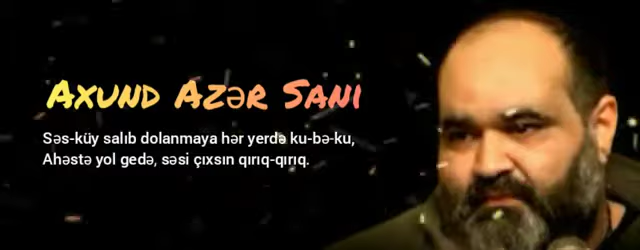 Axund Azər Sani
Səs-küy salıb dolanmaya hər yerdə ku-bə-ku,
Ahəstə yol gedə, səsi çıxsın qırıq-qırıq.